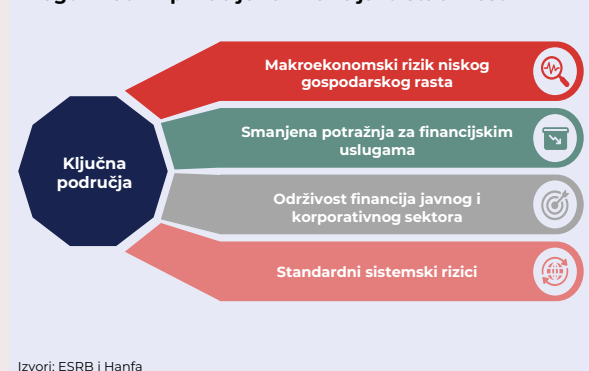 Ključna
područja
Makroekonomski rizik niskog
gospodarskog rasta
Smanjena potražnja za financijskim
uslugama
Održivost financija javnog i
korporativnog sektora
Standardni sistemski rizici
Izvori: ESRB i Hanfa